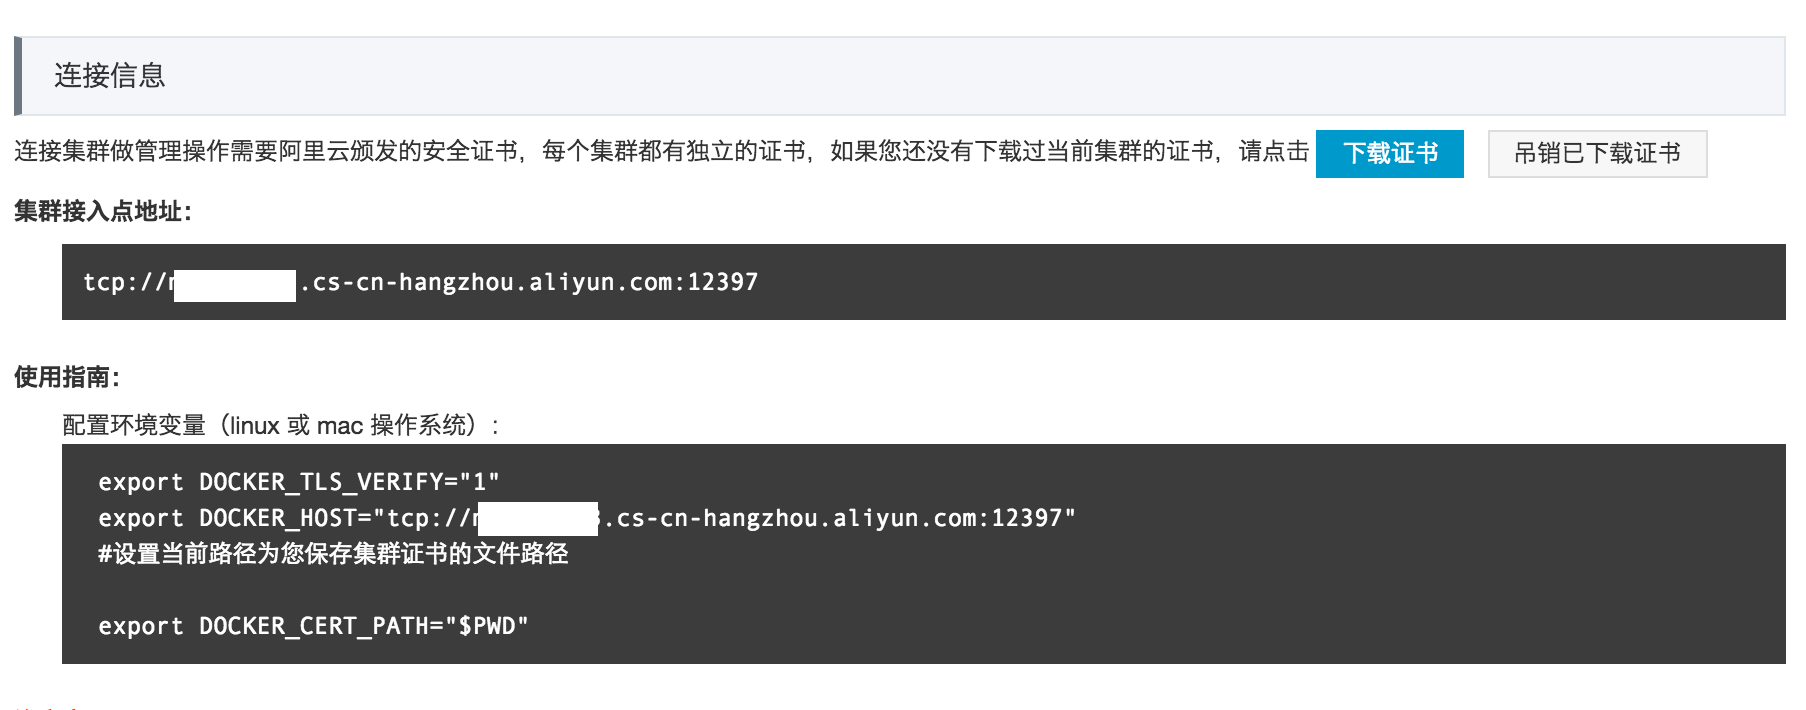 连接信息
连接集群做管理操作需要阿里云颁发的安全证书，每个集群都有独立的证书，如果您还没有下载过当前集群的证书，请点击 下载证书 吊销已下载证书
集群接入点地址：
tcp:// .cs-cn-hangzhou.aliyun.com:12397
使用指南：
配置环境变量（linux 或 mac 操作系统）:
export DOCKER_TLS_VERIFY="1"
export DOCKER_HOST="tcp:// .cs-cn-hangzhou.aliyun.com:12397"
#设置当前路径为您保存集群证书的文件路径
export DOCKER_CERT_PATH="$PWD"